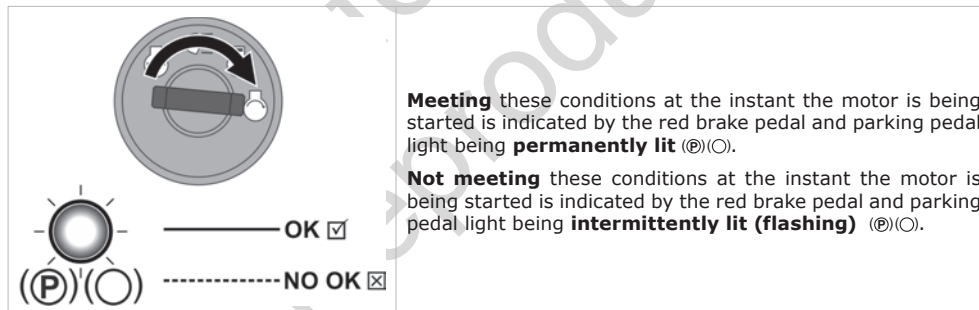 Meeting these conditions at the instant the motor is being
started is indicated by the red brake pedal and parking pedal
light being permanently lit (Ⓟ)(◯).
Not meeting these conditions at the instant the motor is
being started is indicated by the red brake pedal and parking
pedal light being intermittently lit (flashing) (Ⓟ)(◯).
OK ☑
(Ⓟ)(◯) NO OK ☒